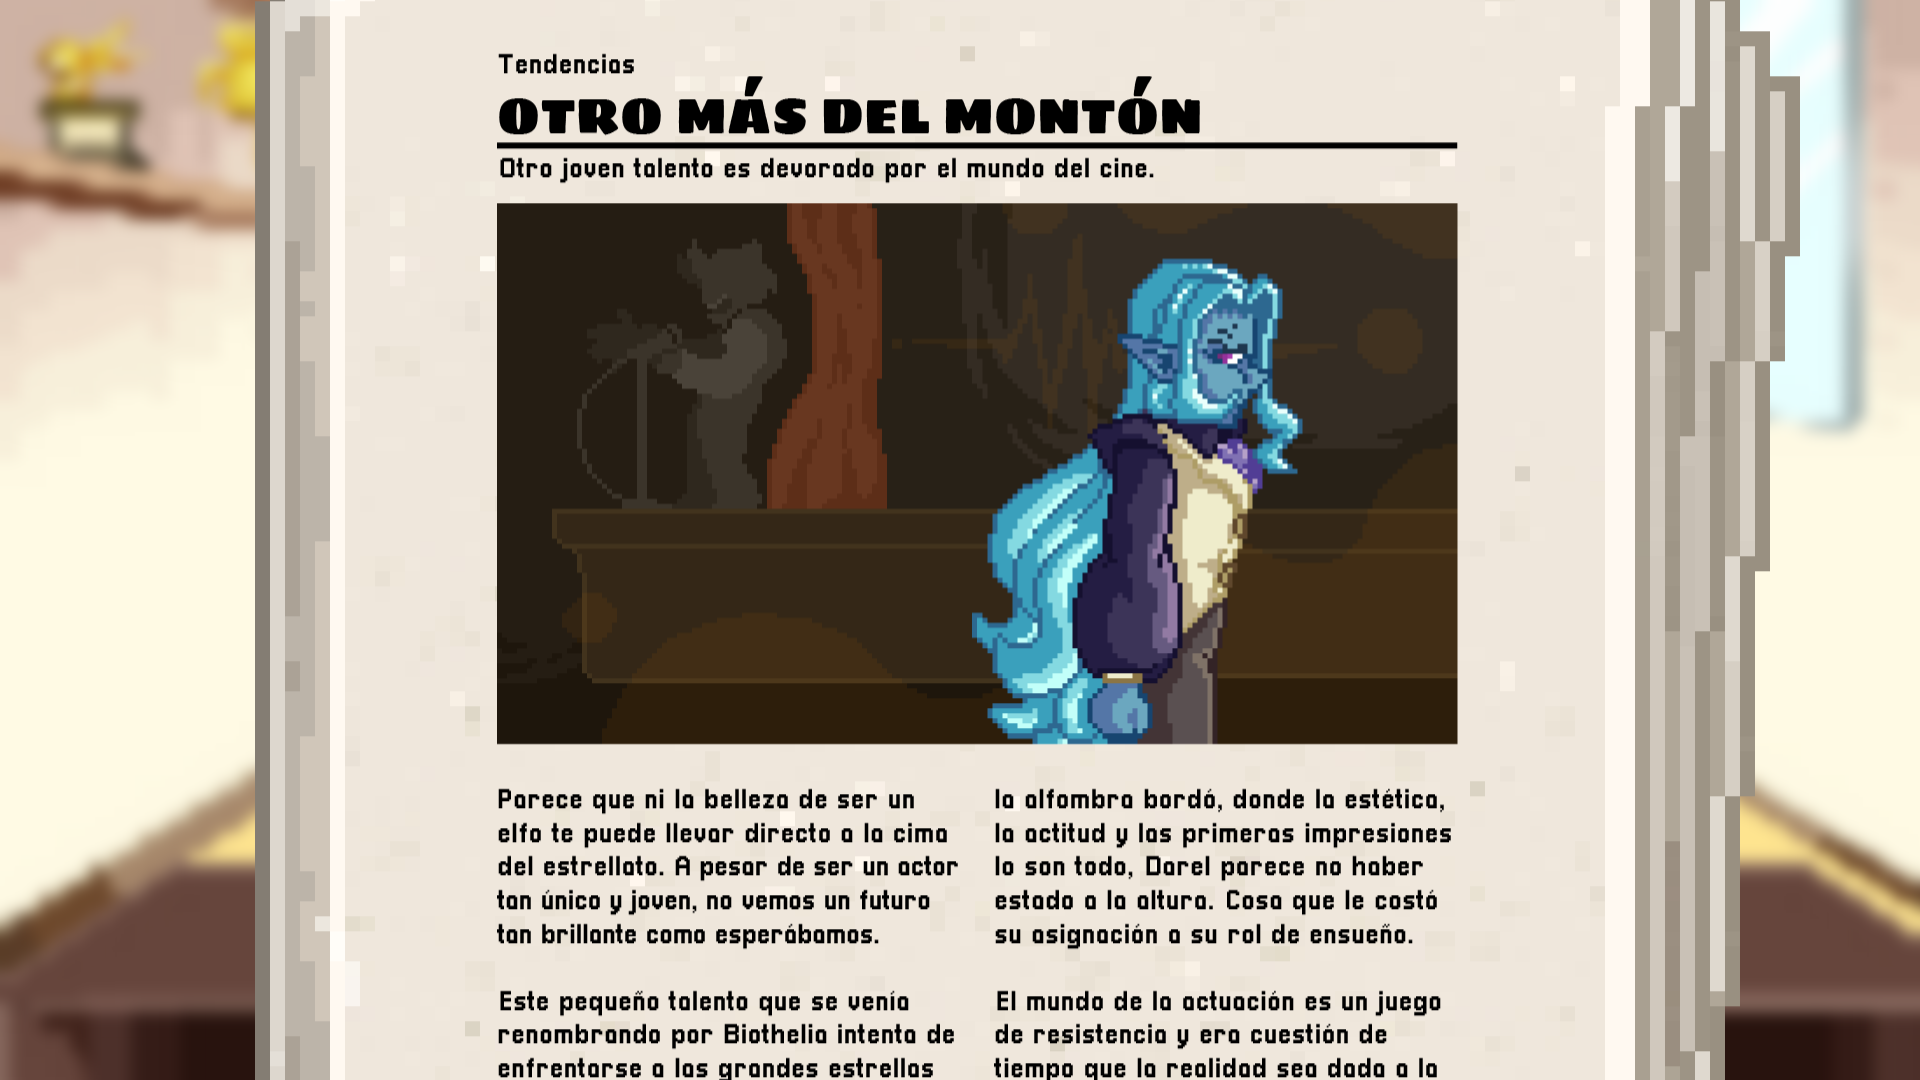 Tendencias
OTRO MÁS DEL MONTÓN
Otro joven talento es devorado por el mundo del cine.
Parece que ni la belleza de ser un
elfo te puede llevar directo a la cima
del estrellato. A pesar de ser un actor
tan único y joven, no vemos un futuro
tan brillante como esperábamos.
Este pequeño talento que se venía
renombrando por Biothelia intenta de
enfrentarse a las grandes estrellas
la alfombra bordó, donde la estética,
la actitud y las primeras impresiones
lo son todo, Darel parece no haber
estado a la altura. Cosa que le costó
su asignación a su rol de ensueño.
El mundo de la actuación es un juego
de resistencia y era cuestión de
tiempo que la realidad sea dada a la